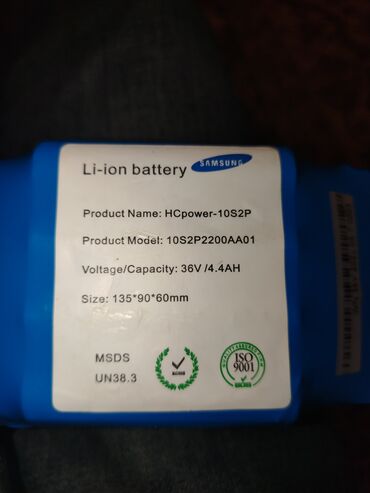 Li-ion battery SAMSUNG
Product Name: HCpower-10S2P
Product Model: 10S2P2200AA01
Voltage/Capacity: 36V /4.4AH
Size: 135*90*60mm
MSDS
UN38.3
ISO
9001